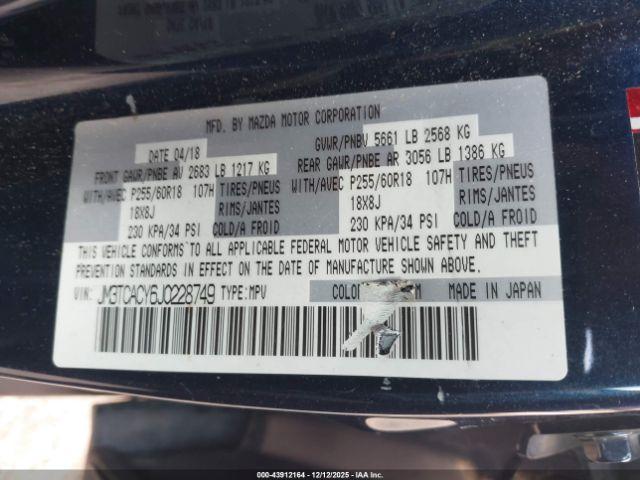 MFD. BY MAZDA MOTOR CORPORATION
DATE 04/18
GVWR/PNBV 5661 LB 2568 KG
FRONT GAWR/PNBE AV 2683 LB 1217 KG
REAR GAWR/PNBE AR 3056 LB 1386 KG
WITH/AVEC P255/60R18 107H TIRES/PNEUS WITH/AVEC P255/60R18 107H TIRES/PNEUS
18X8J RIMS/JANTES 18X8J RIMS/JANTES
230 KPA/34 PSI COLD/A FROID 230 KPA/34 PSI COLD/A FROID
THIS VEHICLE CONFORMS TO ALL APPLICABLE FEDERAL MOTOR VEHICLE SAFETY AND THEFT
PREVENTION STANDARDS IN EFFECT ON THE DATE OF MANUFACTURE SHOWN ABOVE.
VIN: JM3TCACY6J0228749 TYPE:MPV MADE IN JAPAN
000-43912164 - 12/12/2025 - IAAI.COM